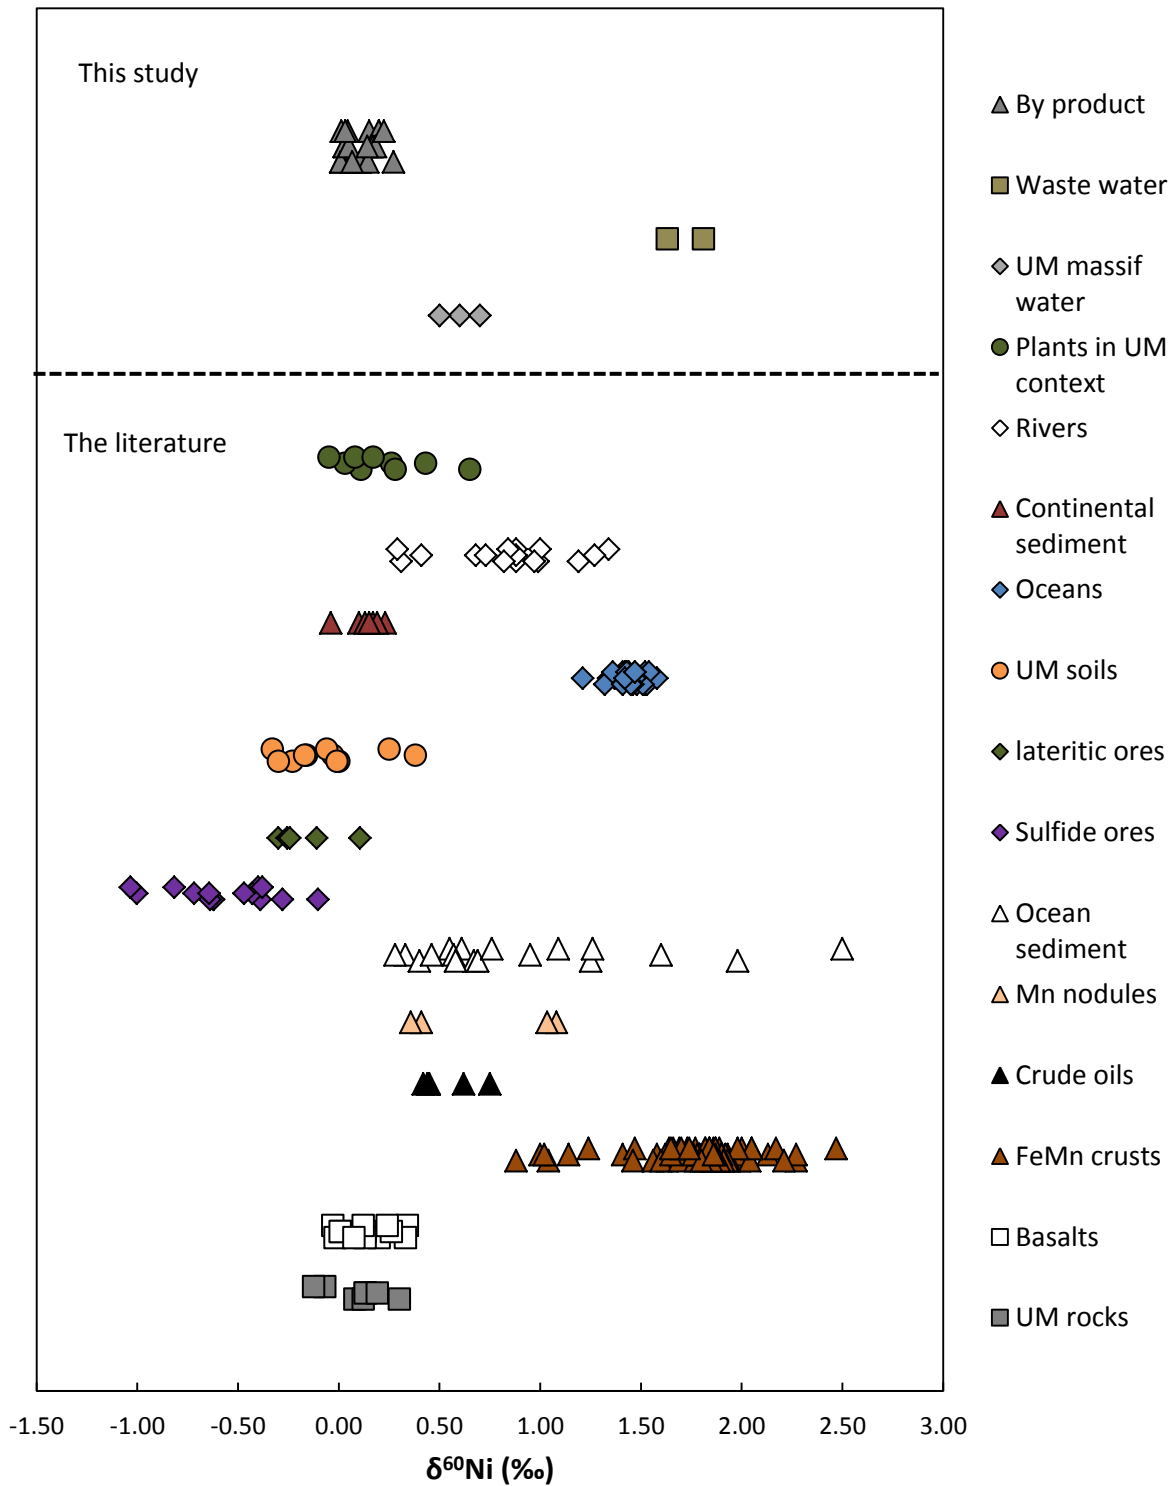 This study
The literature
By product
Waste water
UM massif
water
Plants in UM
context
Rivers
Continental
sediment
Oceans
UM soils
lateritic ores
Sulfide ores
Ocean
sediment
Mn nodules
Crude oils
FeMn crusts
Basalts
UM rocks
-1.50 -1.00 -0.50 0.00 0.50 1.00 1.50 2.00 2.50 3.00
δ⁶⁰Ni (‰)